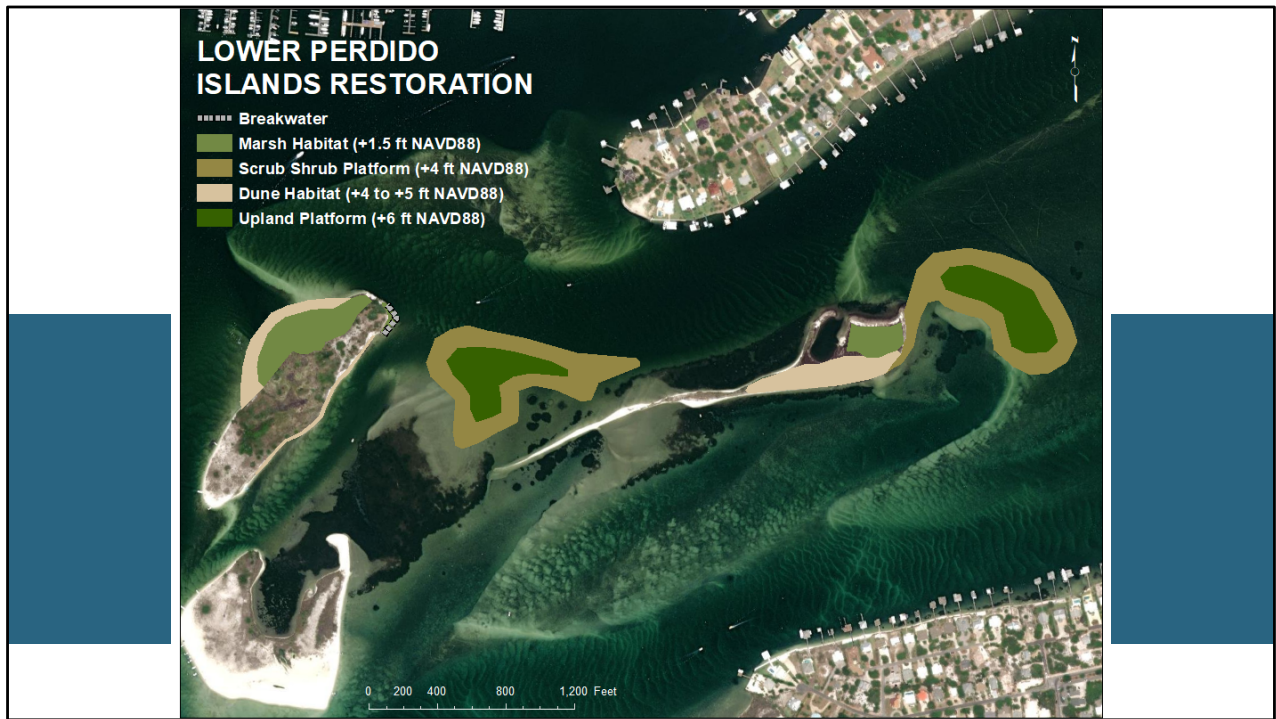 LOWER PERDIDO
ISLANDS RESTORATION
Breakwater
Marsh Habitat (+1.5 ft NAVD88)
Scrub Shrub Platform (+4 ft NAVD88)
Dune Habitat (+4 to +5 ft NAVD88)
Upland Platform (+6 ft NAVD88)
N
0 200 400 800 1,200 Feet